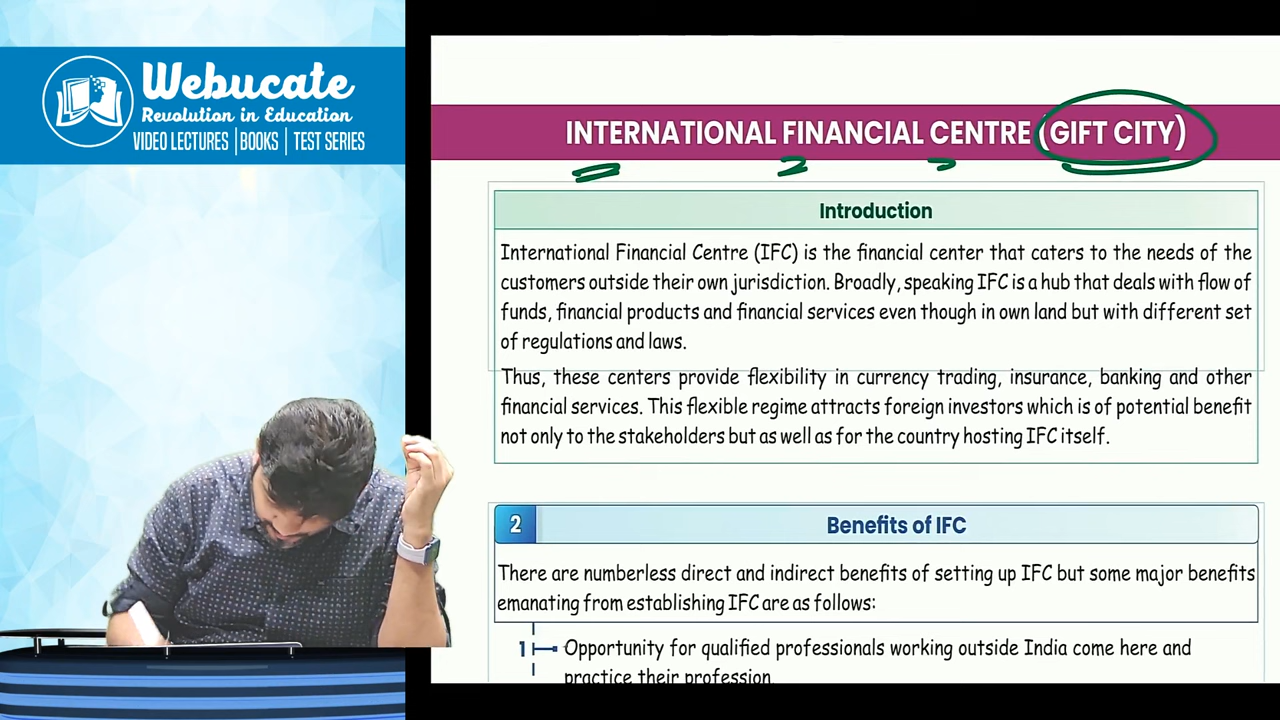 Webucate
Revolution in Education
VIDEO LECTURES | BOOKS | TEST SERIES
INTERNATIONAL FINANCIAL CENTRE (GIFT CITY)
Introduction
International Financial Centre (IFC) is the financial center that caters to the needs of the
customers outside their own jurisdiction. Broadly, speaking IFC is a hub that deals with flow of
funds, financial products and financial services even though in own land but with different set
of regulations and laws.
Thus, these centers provide flexibility in currency trading, insurance, banking and other
financial services. This flexible regime attracts foreign investors which is of potential benefit
not only to the stakeholders but as well as for the country hosting IFC itself.
2 Benefits of IFC
There are numberless direct and indirect benefits of setting up IFC but some major benefits
emanating from establishing IFC are as follows:
1 Opportunity for qualified professionals working outside India come here and
practice their profession